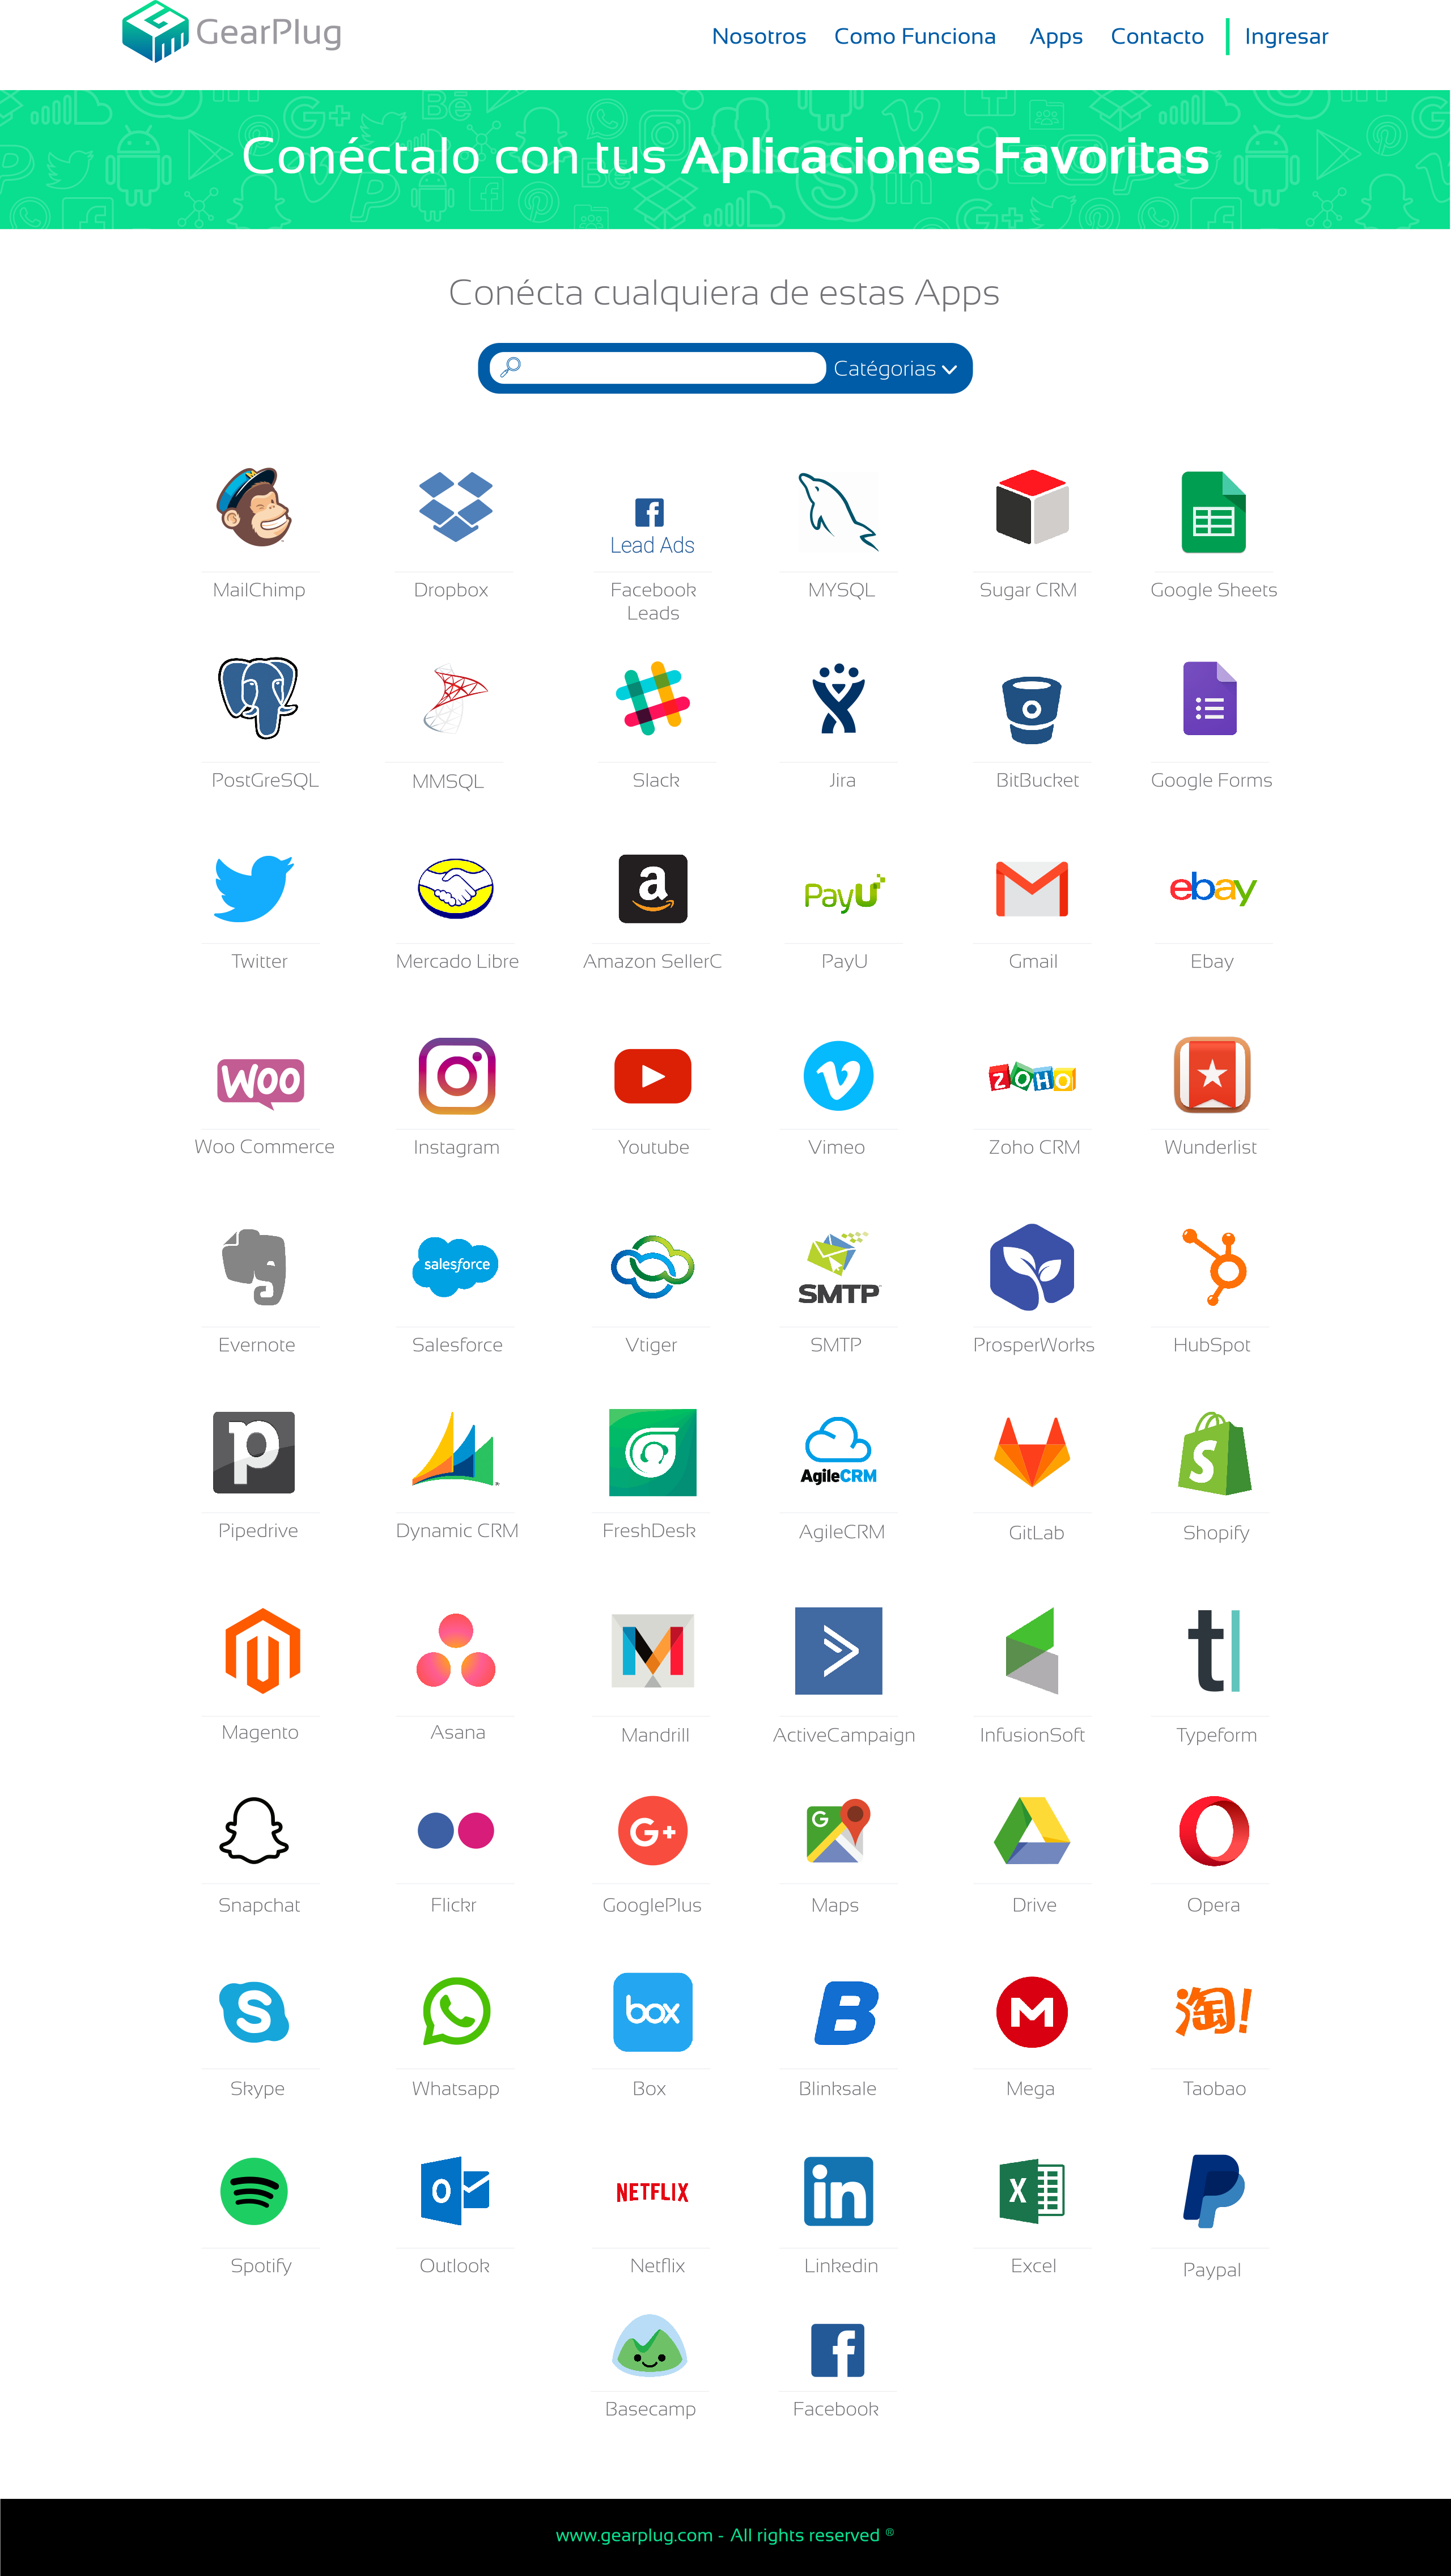 GearPlug
Nosotros Como Funciona Apps Contacto Ingresar
Conéctalo con tus Aplicaciones Favoritas
Conécta cualquiera de estas Apps
Catégorias
Lead Ads
MailChimp Dropbox Facebook Leads MYSQL Sugar CRM Google Sheets
PostGreSQL MMSQL Slack Jira BitBucket Google Forms
a PayU ebay
Twitter Mercado Libre Amazon SellerC PayU Gmail Ebay
WOO ZOHO
Woo Commerce Instagram Youtube Vimeo Zoho CRM Wunderlist
salesforce SMTP
Evernote Salesforce Vtiger SMTP ProsperWorks HubSpot
p AgileCRM S
Pipedrive Dynamic CRM FreshDesk AgileCRM GitLab Shopify
Magento Asana Mandrill ActiveCampaign InfusionSoft Typeform
G+ G
Snapchat Flickr GooglePlus Maps Drive Opera
S box B M 淘!
Skype Whatsapp Box Blinksale Mega Taobao
O NETFLIX in X
Spotify Outlook Netflix Linkedin Excel Paypal
f
Basecamp Facebook
www.gearplug.com - All rights reserved ®